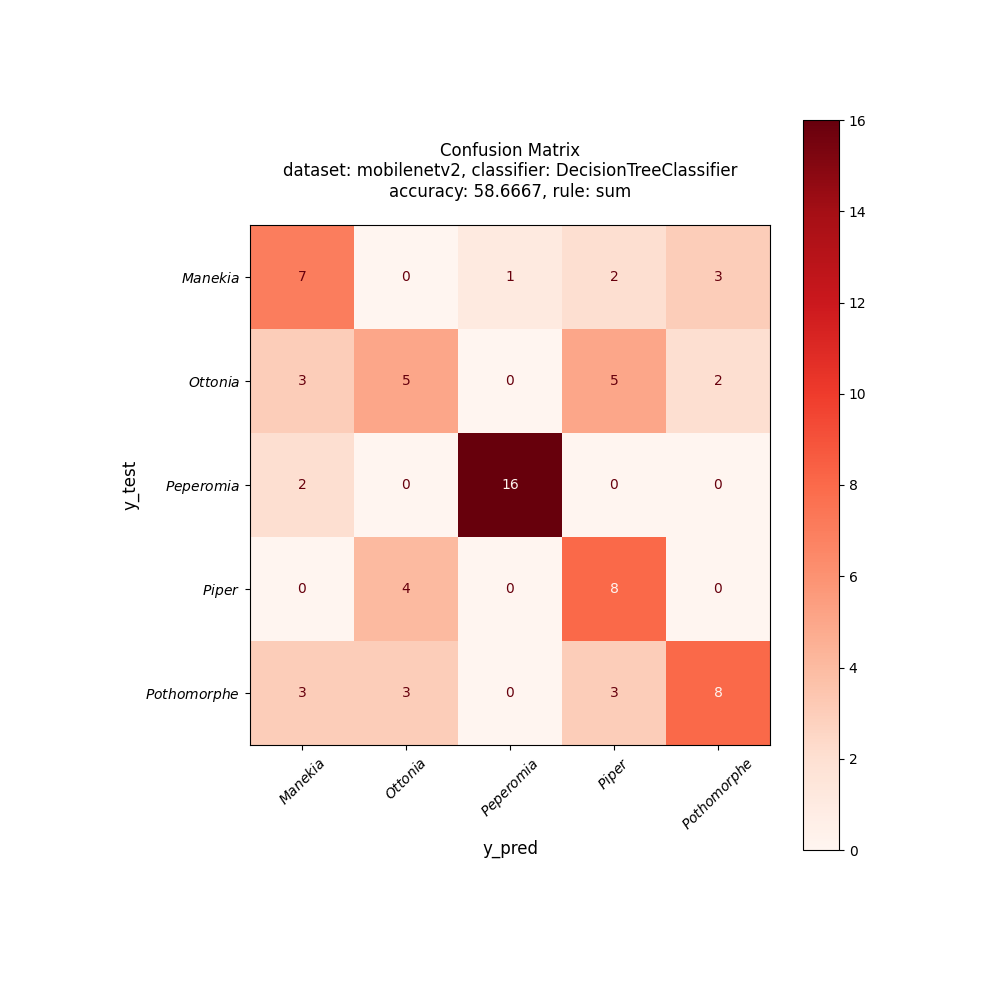 Confusion Matrix
dataset: mobilenetv2, classifier: DecisionTreeClassifier
accuracy: 58.6667, rule: sum
Manekia 7 0 1 2 3
Ottonia 3 5 0 5 2
Peperomia 2 0 16 0 0
Piper 0 4 0 8 0
Pothomorphe 3 3 0 3 8
Manekia Ottonia Peperomia Piper Pothomorphe
y_test
y_pred
16
14
12
10
8
6
4
2
0